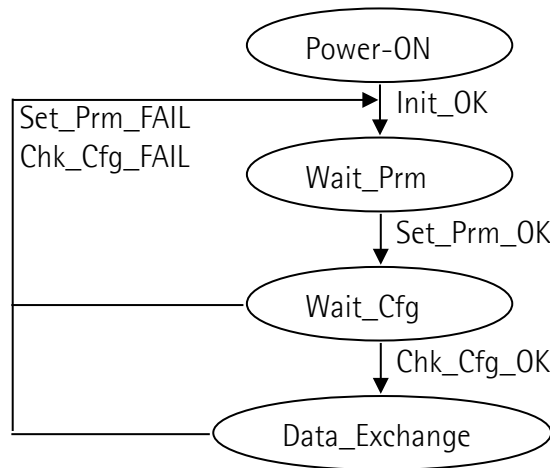 Power-ON
Init_OK
Set_Prm_FAIL
Chk_Cfg_FAIL
Wait_Prm
Set_Prm_OK
Wait_Cfg
Chk_Cfg_OK
Data_Exchange